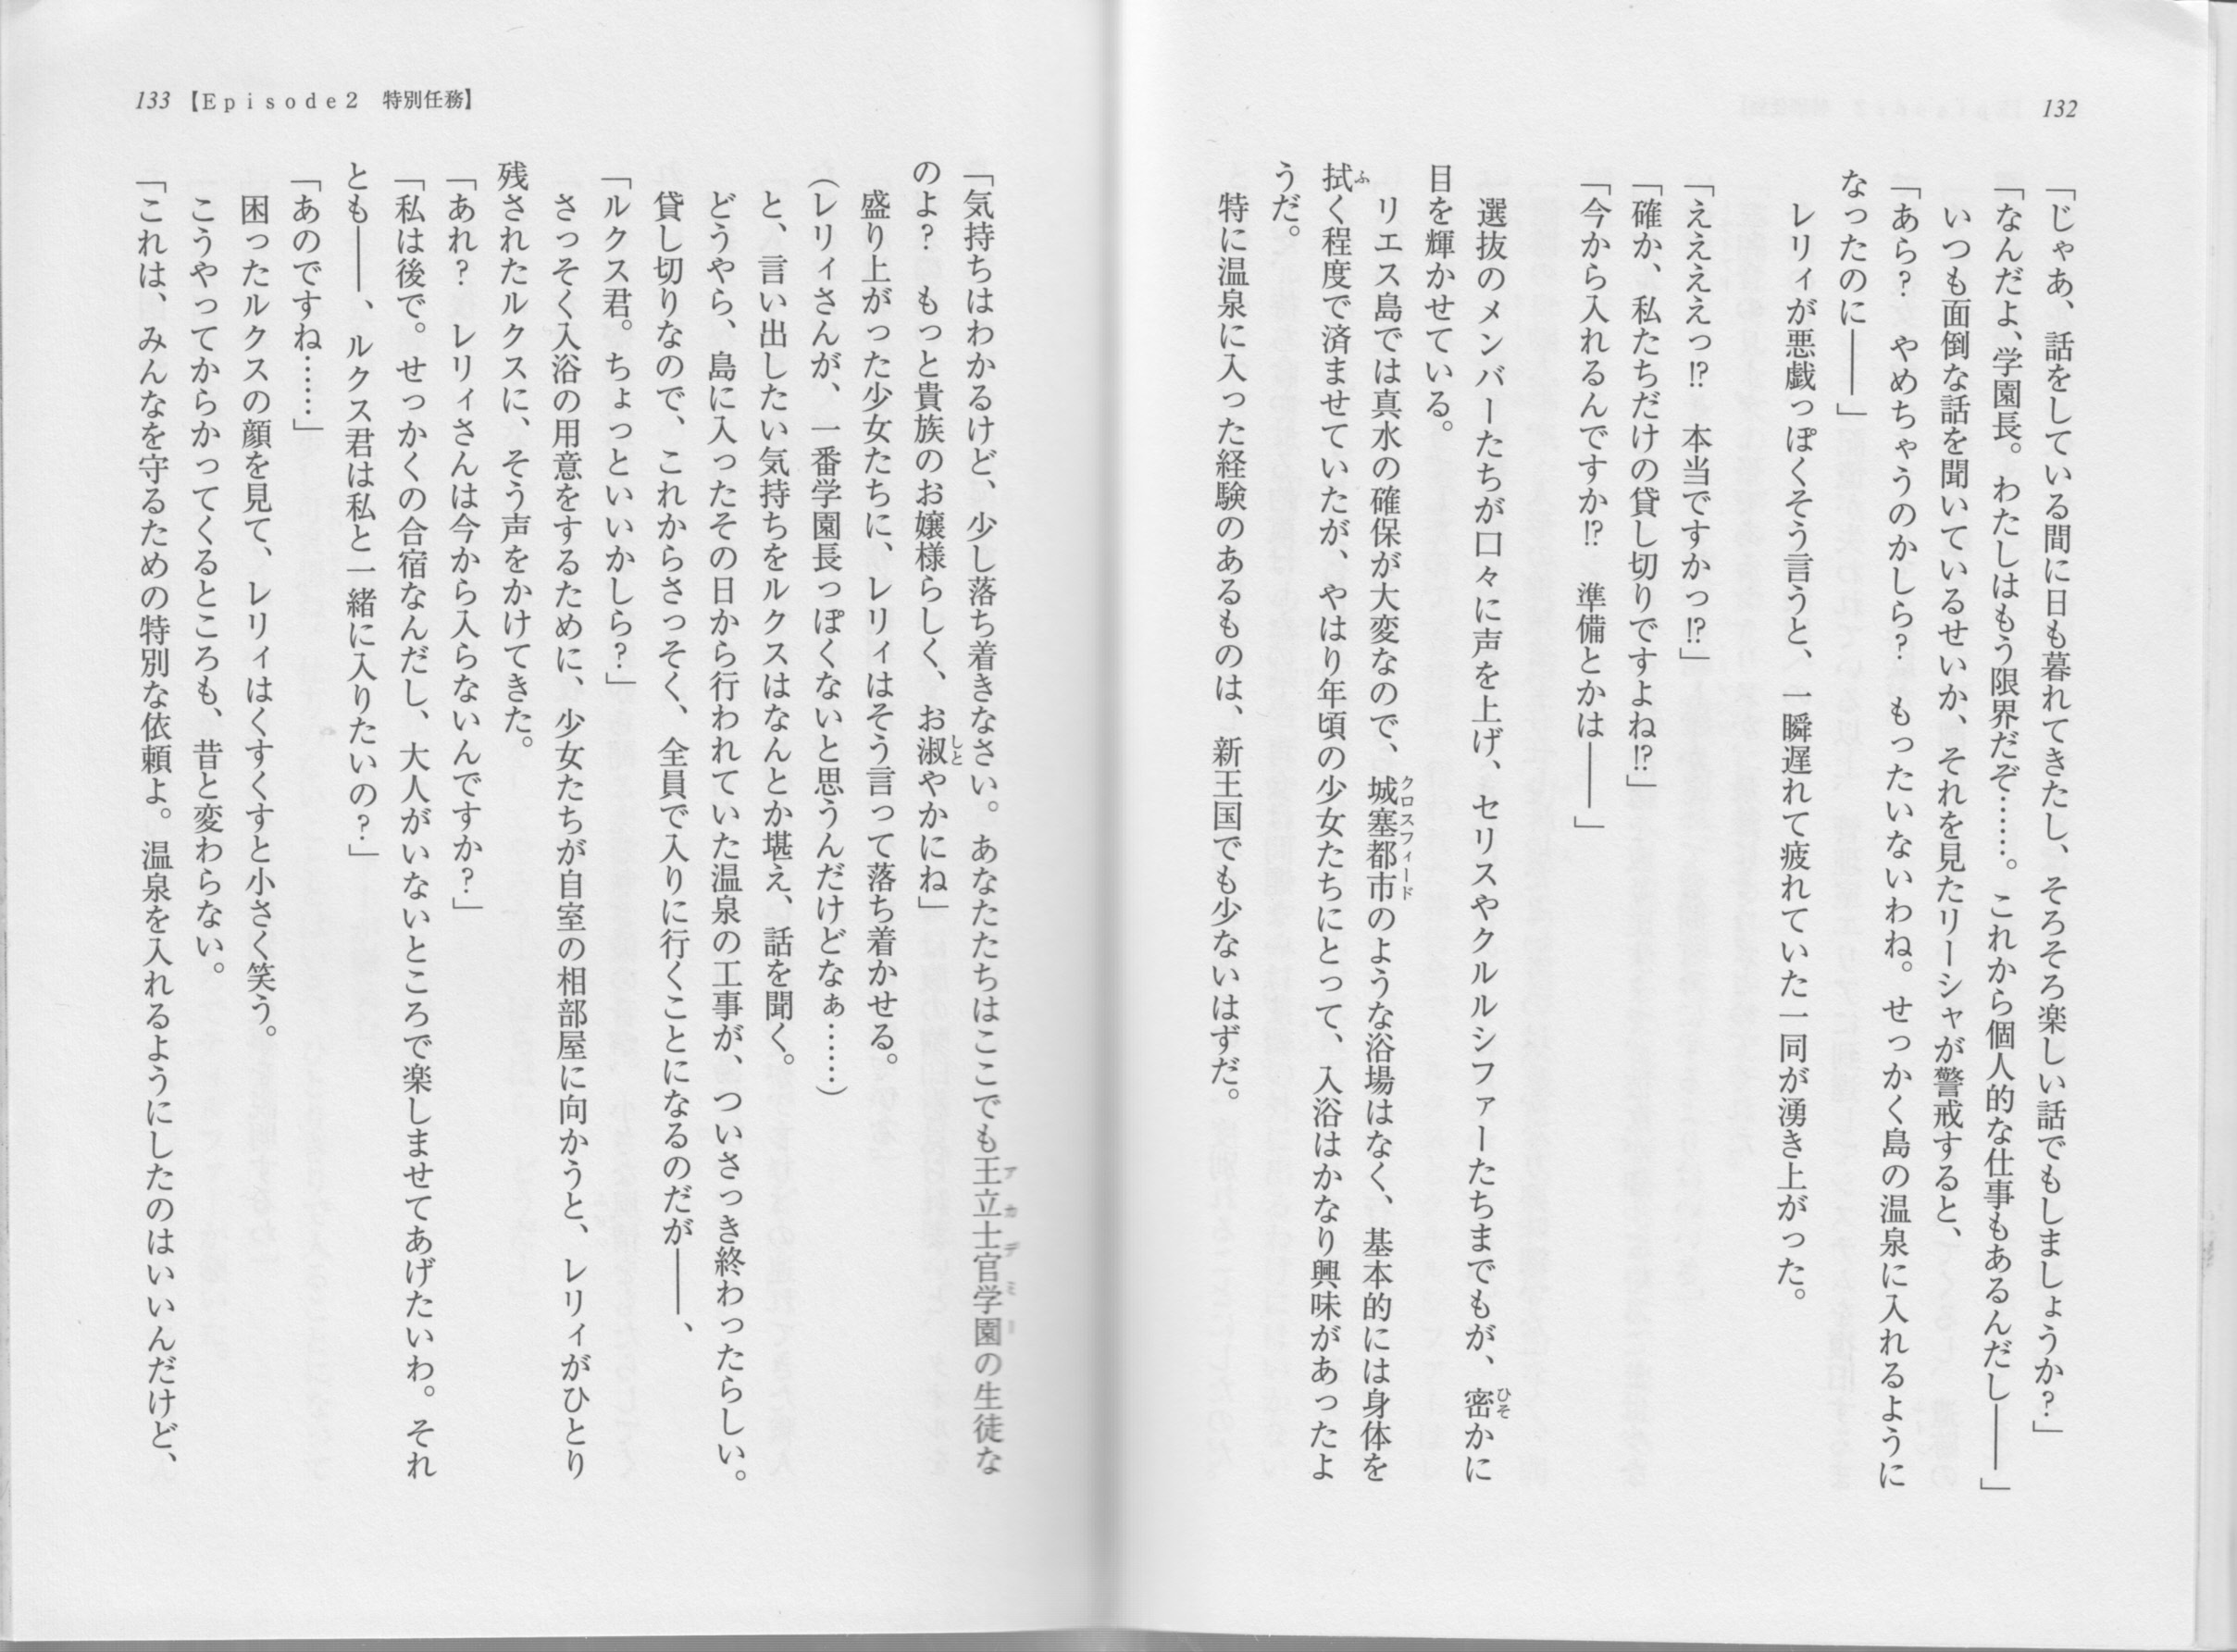 132
「じゃあ、話をしている間に日も暮れてきたし、そろそろ楽しい話でもしましょうか？」
「なんだよ、学園長。わたしはもう限界だぞ……。これから個人的な仕事もあるんだし――」
いつも面倒な話を聞いているせいか、それを見たリーシャが警戒すると、
「あら？　やめちゃうのかしら？　もったいないわね。せっかく島の温泉に入れるように
なったのに――」
レリィが悪戯っぽくそう言うと、一瞬遅れて疲れていた一同が湧き上がった。
「ええええっ!?　本当ですかっ!?」
「確か、私たちだけの貸し切りですよね!?」
「今から入れるんですか!?　準備とかは――」
選抜のメンバーたちが口々に声を上げ、セリスやクルルシファーたちまでもが、密かに
ひそ
目を輝かせている。
リエス島では真水の確保が大変なので、城塞都市のような浴場はなく、基本的には身体を
クロスフィード
拭く程度で済ませていたが、やはり年頃の少女たちにとって、入浴はかなり興味があったよ
ふ
うだ。
特に温泉に入った経験のあるものは、新王国でも少ないはずだ。
133【Episode2　特別任務】
「気持ちはわかるけど、少し落ち着きなさい。あなたたちはここでも王立士官学園の生徒な
アカデミー
のよ？　もっと貴族のお嬢様らしく、お淑やかにね」
しと
盛り上がった少女たちに、レリィはそう言って落ち着かせる。
（レリィさんが、一番学園長っぽくないと思うんだけどなぁ……）
と、言い出したい気持ちをルクスはなんとか堪え、話を聞く。
どうやら、島に入ったその日から行われていた温泉の工事が、ついさっき終わったらしい。
貸し切りなので、これからさっそく、全員で入りに行くことになるのだが――、
「ルクス君。ちょっといいかしら？」
さっそく入浴の用意をするために、少女たちが自室の相部屋に向かうと、レリィがひとり
残されたルクスに、そう声をかけてきた。
「あれ？　レリィさんは今から入らないんですか？」
「私は後で。せっかくの合宿なんだし、大人がいないところで楽しませてあげたいわ。それ
とも――、ルクス君は私と一緒に入りたいの？」
「あのですね……」
困ったルクスの顔を見て、レリィはくすくすと小さく笑う。
こうやってからかってくるところも、昔と変わらない。
「これは、みんなを守るための特別な依頼よ。温泉を入れるようにしたのはいいんだけど、